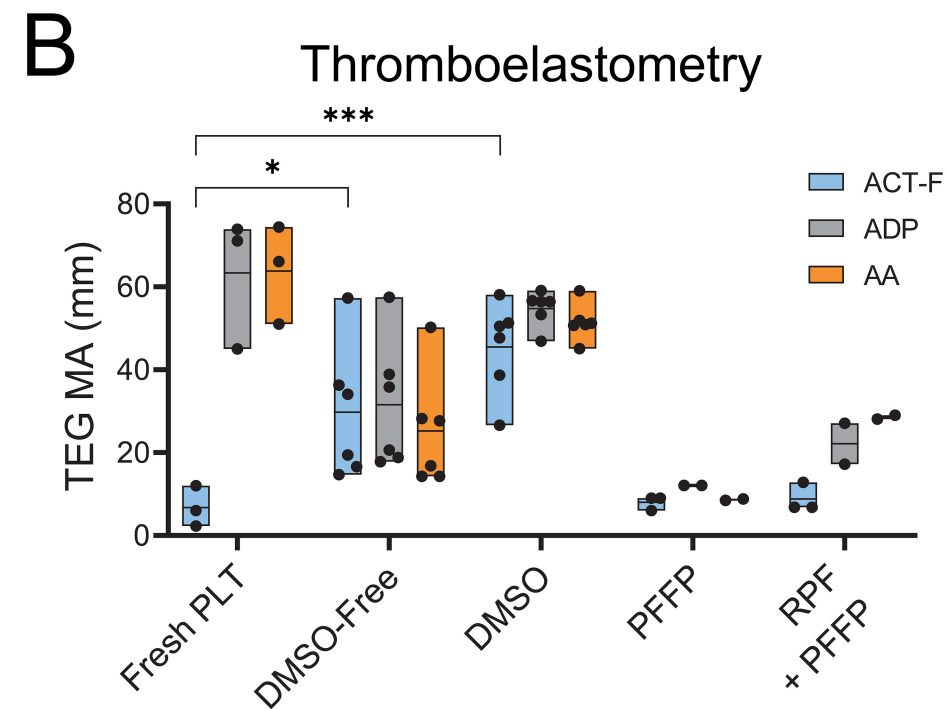 B
Thromboelastometry
***
*
ACT-F
ADP
AA
TEG MA (mm)
80
60
40
20
0
Fresh PLT
DMSO-Free
DMSO
PFFP
RPF
+ PFFP